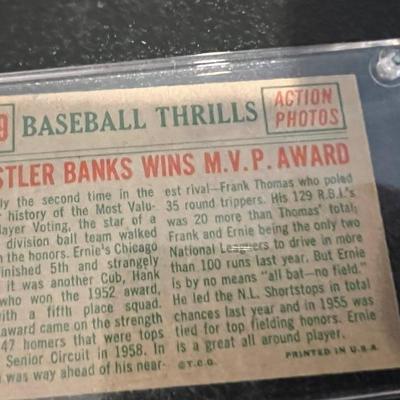 9 BASEBALL THRILLS
ACTION
PHOTOS
STLER BANKS WINS M.V.P. AWARD
ly the second time in the
r history of the Most Valu-
layer Voting, the star of a
division ball team walked
n the honors. Ernie's Chicago
inished 5th and strangely
it was another Cub, Hank
who won the 1952 award,
with a fifth place squad.
award came on the strength
47 homers that were tops
Senior Circuit in 1958. In
n was way ahead of his near-
est rival—Frank Thomas who poled
35 round trippers. His 129 R.B.I.'s
was 20 more than Thomas' total;
Frank and Ernie being the only two
National Leaguers to drive in more
than 100 runs last year. But Ernie
is by no means "all bat—no field."
He led the N.L. Shortstops in total
chances last year and in 1955 was
tied for top fielding honors. Ernie
is a great all around player.
©T.C.G. PRINTED IN U.S.A.